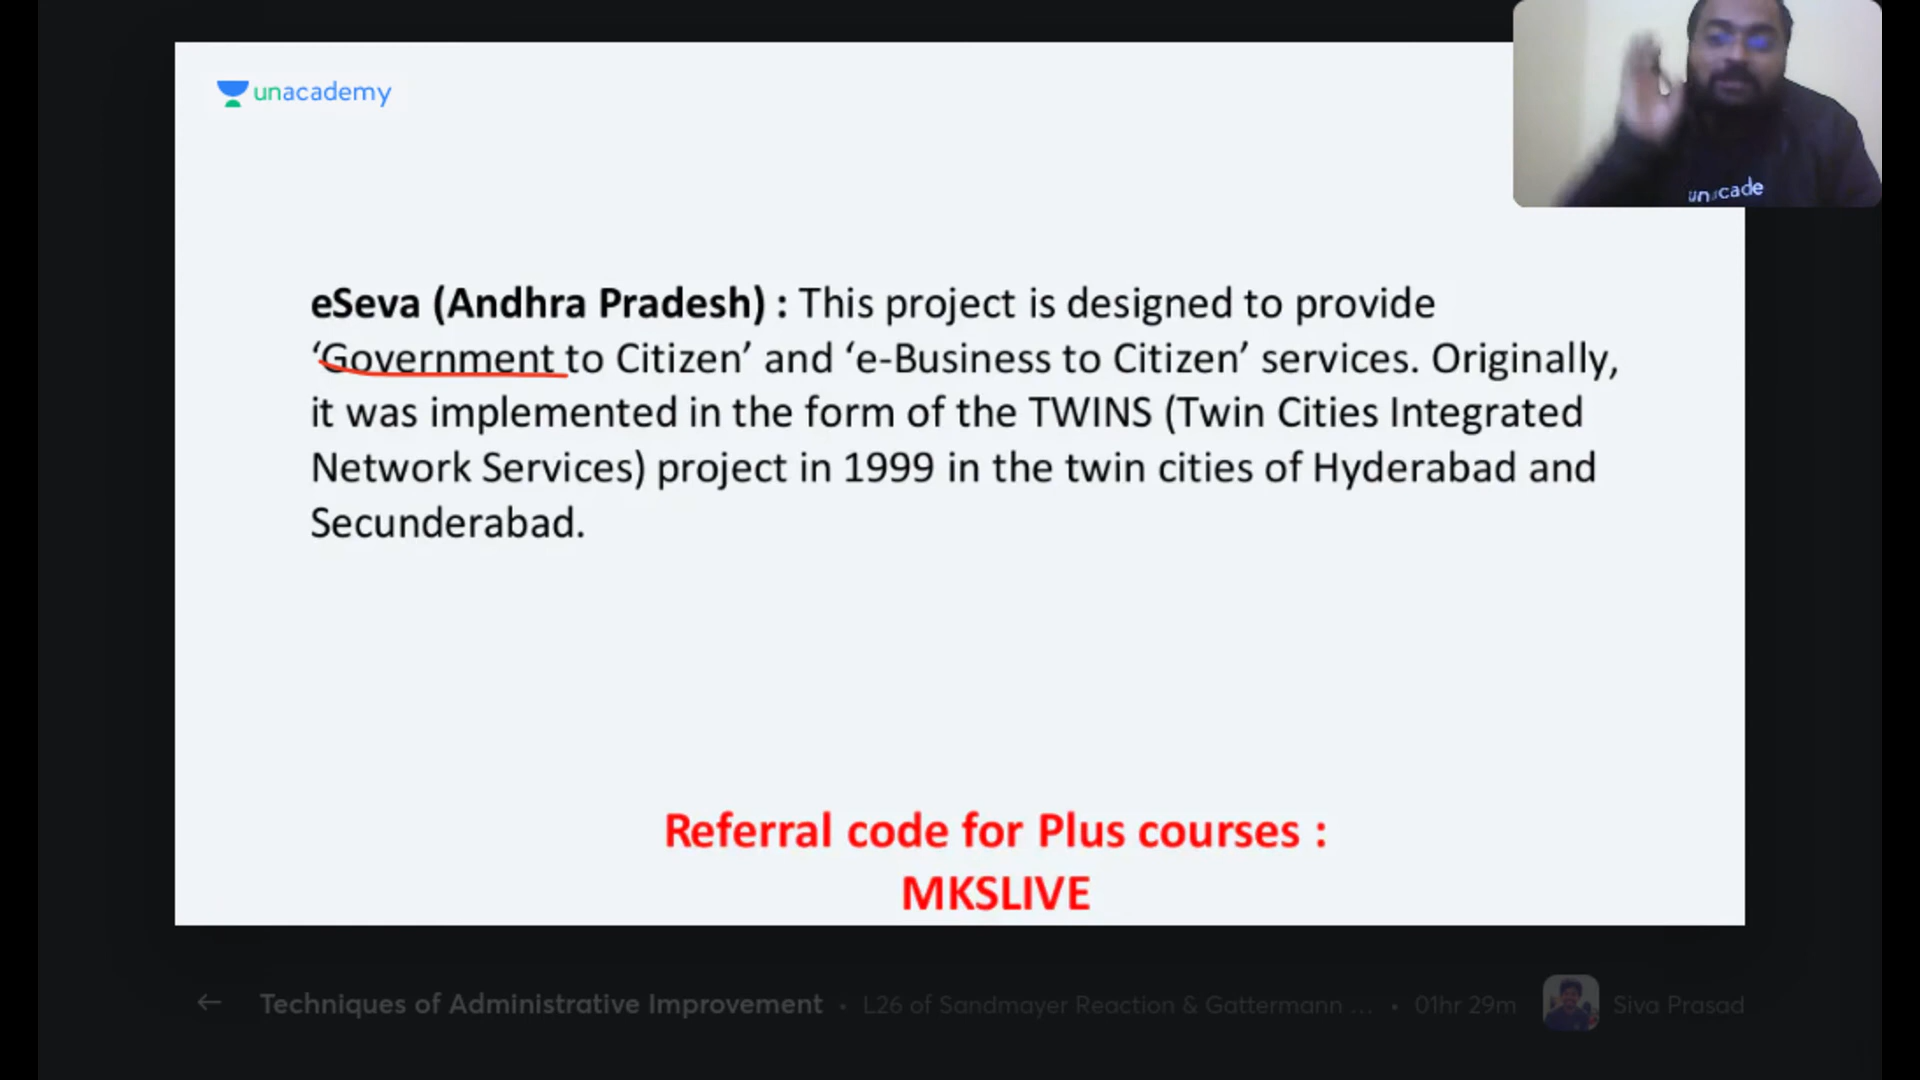 unacademy
unacade
eSeva (Andhra Pradesh) : This project is designed to provide
‘Government to Citizen’ and ‘e-Business to Citizen’ services. Originally,
it was implemented in the form of the TWINS (Twin Cities Integrated
Network Services) project in 1999 in the twin cities of Hyderabad and
Secunderabad.
Referral code for Plus courses :
MKSLIVE
Techniques of Administrative Improvement • L26 of Sandmayer Reaction & Gattermann ... • 01hr 29m Siva Prasad